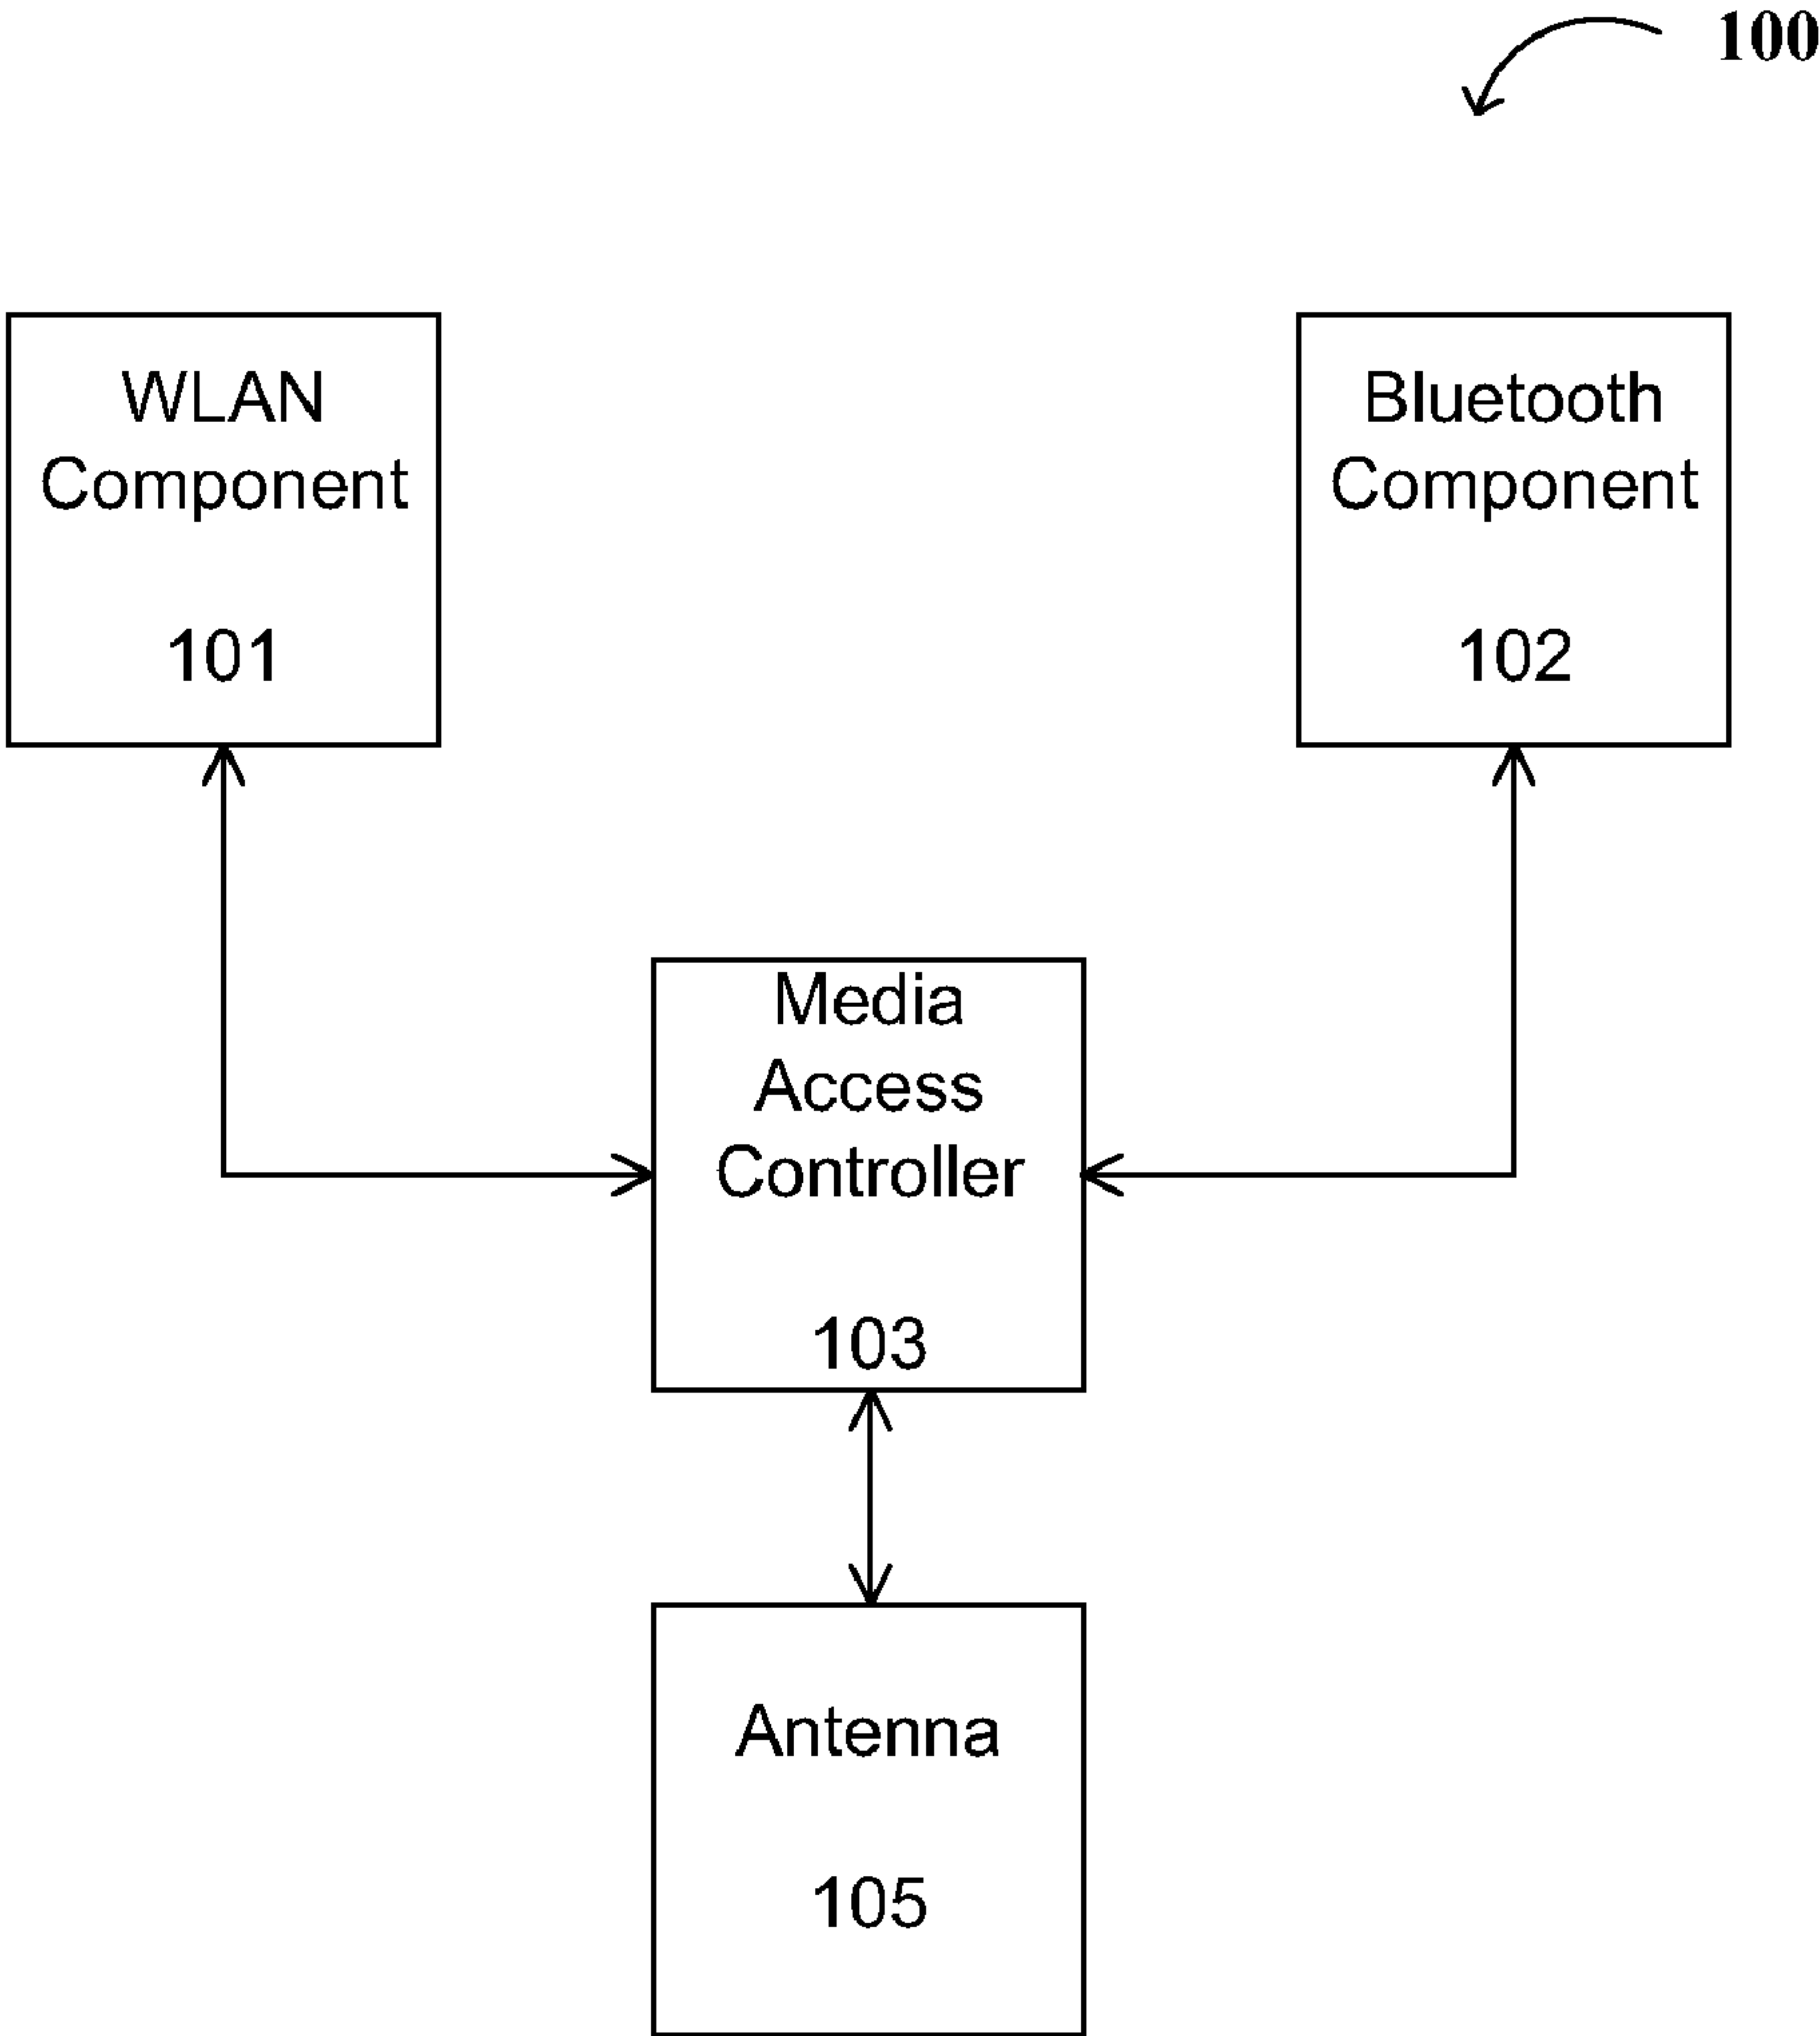 100
WLAN
Component
101
Bluetooth
Component
102
Media
Access
Controller
103
Antenna
105